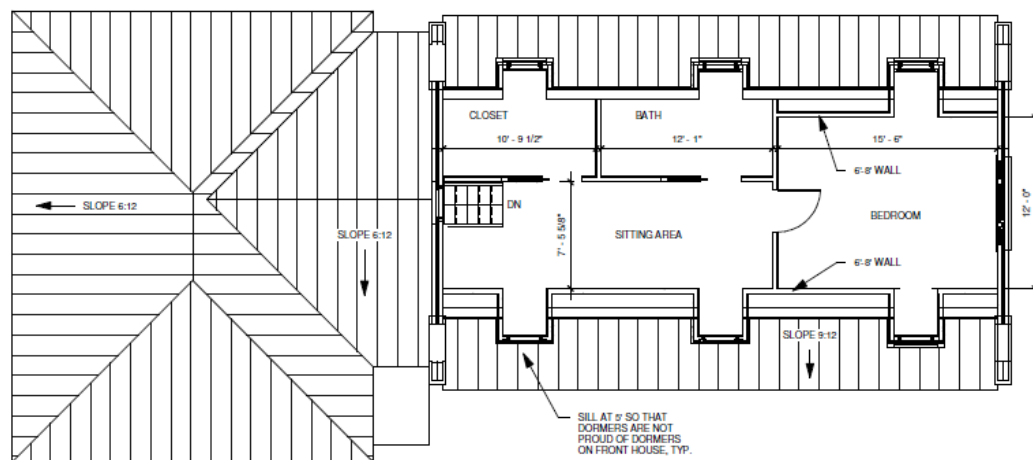 CLOSET
BATH
10' - 9 1/2"
12' - 1"
15' - 6"
6'-8' WALL
SLOPE 6:12
DN
BEDROOM
12' - 0"
SLOPE 6:12
7' - 5 5/8"
SITTING AREA
6'-8' WALL
SLOPE 9:12
SILL AT 5' SO THAT
DORMERS ARE NOT
PROUD OF DORMERS
ON FRONT HOUSE, TYP.